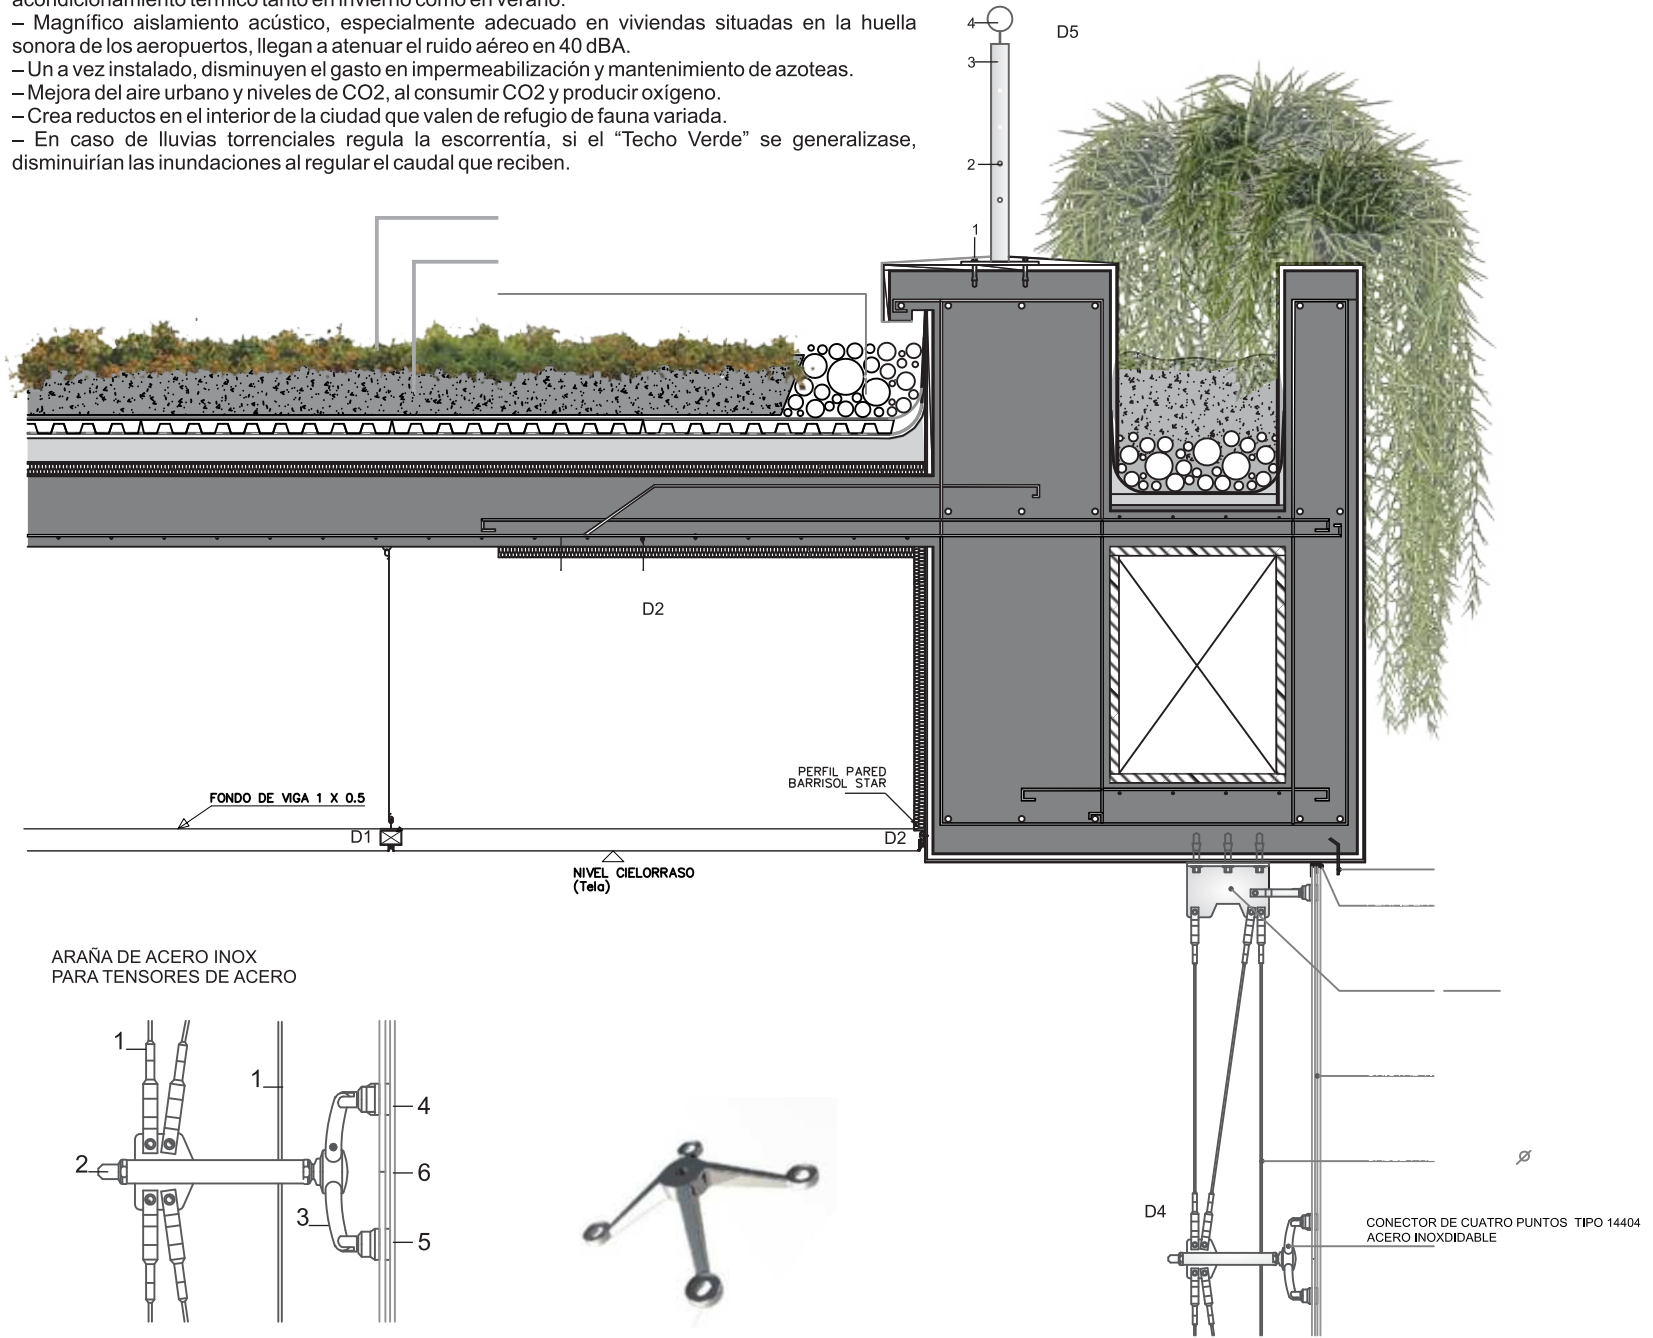 acondicionamiento térmico tanto en invierno como en verano.
– Magnífico aislamiento acústico, especialmente adecuado en viviendas situadas en la huella
sonora de los aeropuertos, llegan a atenuar el ruido aéreo en 40 dBA.
– Un a vez instalado, disminuyen el gasto en impermeabilización y mantenimiento de azoteas.
– Mejora del aire urbano y niveles de CO2, al consumir CO2 y producir oxígeno.
– Crea reductos en el interior de la ciudad que valen de refugio de fauna variada.
– En caso de lluvias torrenciales regula la escorrentía, si el “Techo Verde” se generalizase,
disminuirían las inundaciones al regular el caudal que reciben.
4
D5
3
2
1
D2
PERFIL PARED
BARRISOL STAR
FONDO DE VIGA 1 X 0.5
D1
D2
NIVEL CIELORRASO
(Tela)
ARAÑA DE ACERO INOX
PARA TENSORES DE ACERO
1
1
4
2
6
3
5
Ø
D4
CONECTOR DE CUATRO PUNTOS TIPO 14404
ACERO INOXDIDABLE